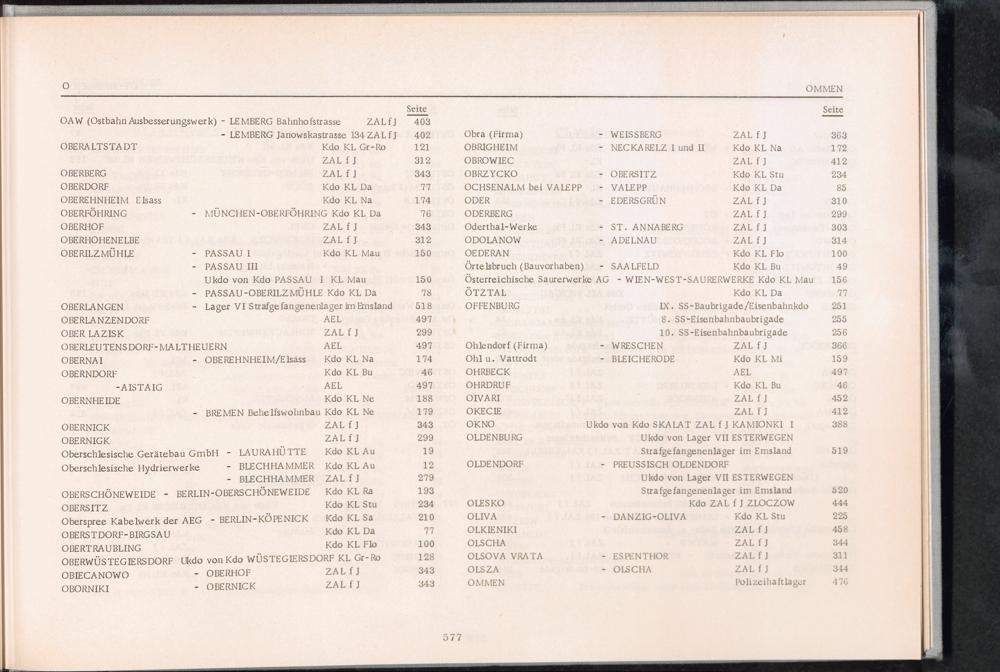 O
OMMEN
Seite
OAW (Ostbahn Ausbesserungswerk) - LEMBERG Bahnhofstrasse ZAL f J 403
- LEMBERG Janowskastrasse 134 ZAL f J 402
OBERALTSTADT Kdo KL Gr-Ro 121
ZAL f J 312
OBERBERG ZAL f J 343
OBERDORF Kdo KL Da 77
OBEREHNHEIM Elsass Kdo KL Na 174
OBERFÖHRING - MÜNCHEN-OBERFÖHRING Kdo KL Da 76
OBERHOF ZAL f J 343
OBERHOHENELBE ZAL f J 312
OBERILZMÜHLE - PASSAU I Kdo KL Mau 150
- PASSAU III
Ukdo von Kdo PASSAU I KL Mau 150
- PASSAU-OBERILZMÜHLE Kdo KL Da 78
OBERLANGEN - Lager VI Strafgefangenenlager im Emsland 518
OBERLANZENDORF AEL 497
OBER LAZISK ZAL f J 299
OBERLEUTENSDORF-MALTHEUERN AEL 497
OBERNAI - OBEREHNHEIM/Elsass Kdo KL Na 174
OBERNDORF Kdo KL Bu 46
-AISTAIG AEL 497
OBERNHEIDE Kdo KL Ne 188
- BREMEN Behelfswohnbau Kdo KL Ne 179
OBERNICK ZAL f J 343
OBERNIGK ZAL f J 299
Oberschlesische Gerätebau GmbH - LAURAHÜTTE Kdo KL Au 19
Oberschlesische Hydrierwerke - BLECHHAMMER Kdo KL Au 12
- BLECHHAMMER ZAL f J 279
OBERSCHÖNEWEIDE - BERLIN-OBERSCHÖNEWEIDE Kdo KL Ra 193
OBERSITZ Kdo KL Stu 234
Oberspree Kabelwerk der AEG - BERLIN-KÖPENICK Kdo KL Sa 210
OBERSTDORF-BIRGSAU Kdo KL Da 77
OBERTRAUBLING Kdo KL Flo 100
OBERWÜSTEGIERSDORF Ukdo von Kdo WÜSTEGIERSDORF KL Gr-Ro 128
OBIECANOWO - OBERHOF ZAL f J 343
OBORNIKI - OBERNICK ZAL f J 343
Seite
Obra (Firma) - WEISSBERG ZAL f J 363
OBRIGHEIM - NECKARELZ I und II Kdo KL Na 172
OBROWIEC ZAL f J 412
OBRZYCKO - OBERSITZ Kdo KL Stu 234
OCHSENALM bei VALEPP - VALEPP Kdo KL Da 85
ODER - EDERSGRÜN ZAL f J 310
ODERBERG ZAL f J 299
Oderthal-Werke - ST. ANNABERG ZAL f J 303
ODOLANOW - ADELNAU ZAL f J 314
OEDERAN Kdo KL Flo 100
Örtelsbruch (Bauvorhaben) - SAALFELD Kdo KL Bu 49
Österreichische Saurerwerke AG - WIEN-WEST-SAURERWERKE Kdo KL Mau 156
ÖTZTAL Kdo KL Da 77
OFFENBURG IX. SS-Baubrigade/Eisenbahnkdo 251
8. SS-Eisenbahnbaubrigade 255
10. SS-Eisenbahnbaubrigade 256
Ohlendorf (Firma) - WRESCHEN ZAL f J 366
Ohl u. Vattrodt - BLEICHERODE Kdo KL Mi 159
OHRBECK AEL 497
OHRDRUF Kdo KL Bu 46
OIVARI ZAL f J 452
OKECIE ZAL f J 412
OKNO Ukdo von Kdo SKALAT ZAL f J KAMIONKI I 388
OLDENBURG Ukdo von Lager VII ESTERWEGEN
Strafgefangenenlager im Emsland 519
OLDENDORF - PREUSSISCH OLDENDORF
Ukdo von Lager VII ESTERWEGEN
Strafgefangenenlager im Emsland 520
OLESKO Kdo ZAL f J ZLOCZOW 444
OLIVA - DANZIG-OLIVA Kdo KL Stu 225
OLKIENIKI ZAL f J 458
OLSCHA ZAL f J 344
OLSOVA VRATA - ESPENTHOR ZAL f J 311
OLSZA - OLSCHA ZAL f J 344
OMMEN Polizeihaftlager 476
577